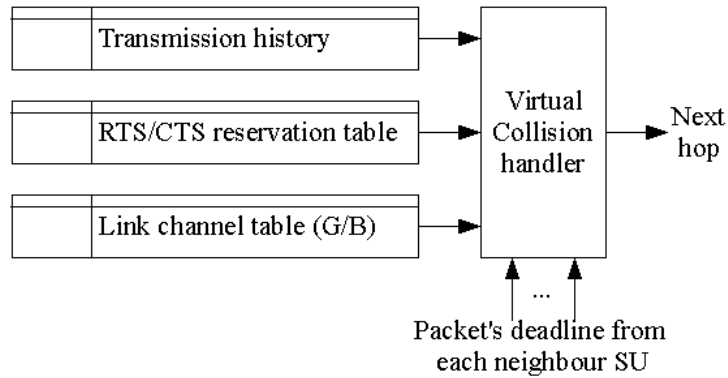 Transmission history
RTS/CTS reservation table
Link channel table (G/B)
Virtual
Collision
handler
Next
hop
...
Packet's deadline from
each neighbour SU